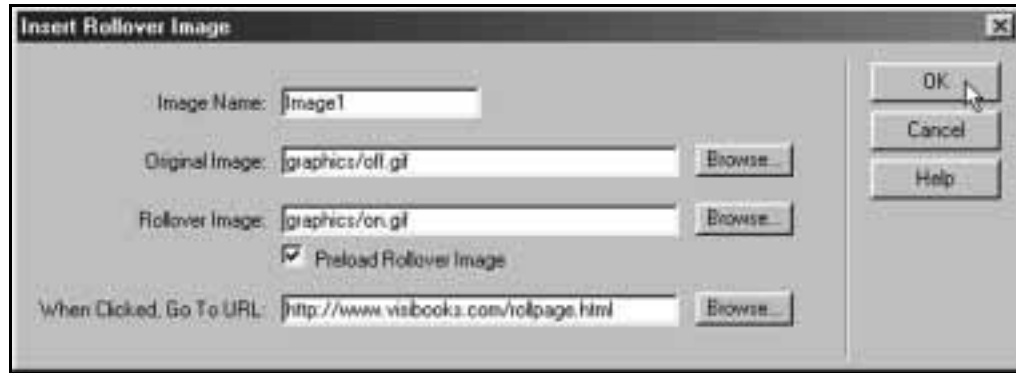 Insert Rollover Image
Image Name: Image1
Original Image: graphics/off.gif Browse...
Rollover Image: graphics/on.gif Browse...
Preload Rollover Image
When Clicked, Go To URL: http://www.visibooks.com/rollpage.html Browse...
OK
Cancel
Help